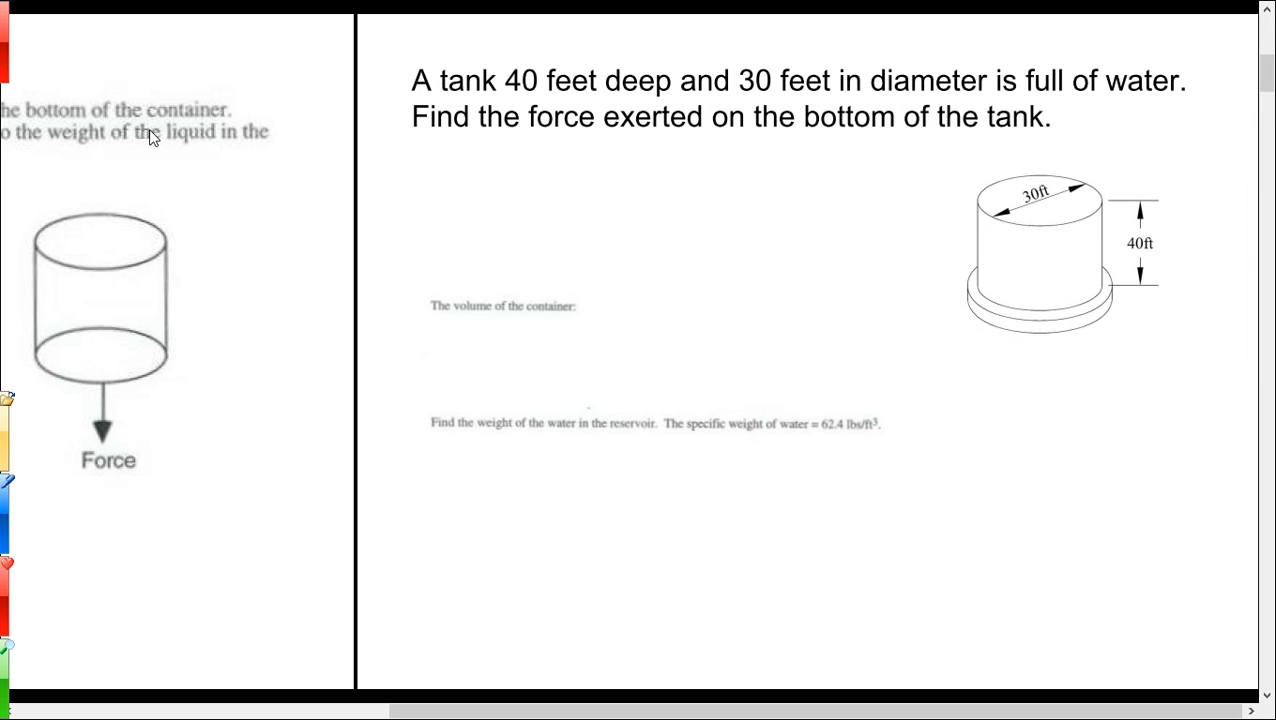 he bottom of the container.
o the weight of the liquid in the
Force
A tank 40 feet deep and 30 feet in diameter is full of water.
Find the force exerted on the bottom of the tank.
30ft
40ft
The volume of the container:
Find the weight of the water in the reservoir. The specific weight of water = 62.4 lbs/ft³.